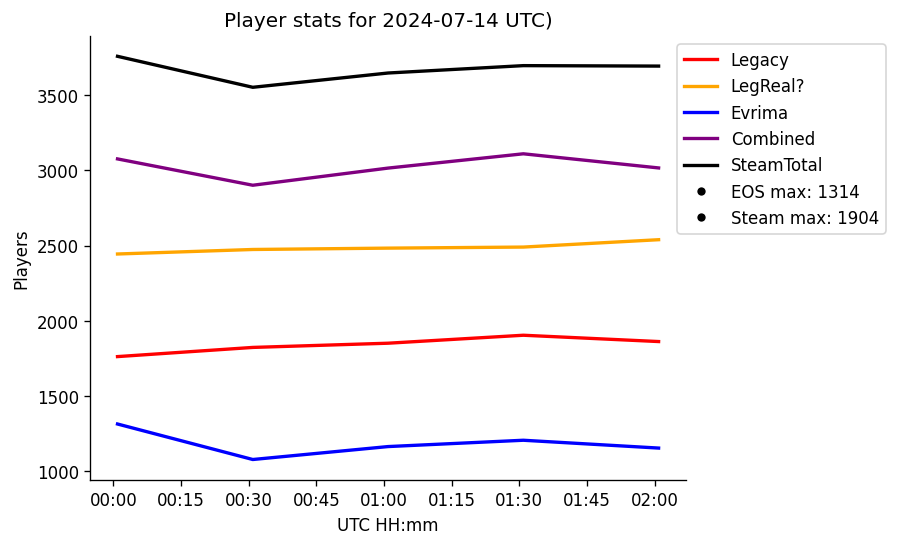 Player stats for 2024-07-14 UTC)
Players
3500
3000
2500
2000
1500
1000
00:00 00:15 00:30 00:45 01:00 01:15 01:30 01:45 02:00
UTC HH:mm
Legacy
LegReal?
Evrima
Combined
SteamTotal
EOS max: 1314
Steam max: 1904